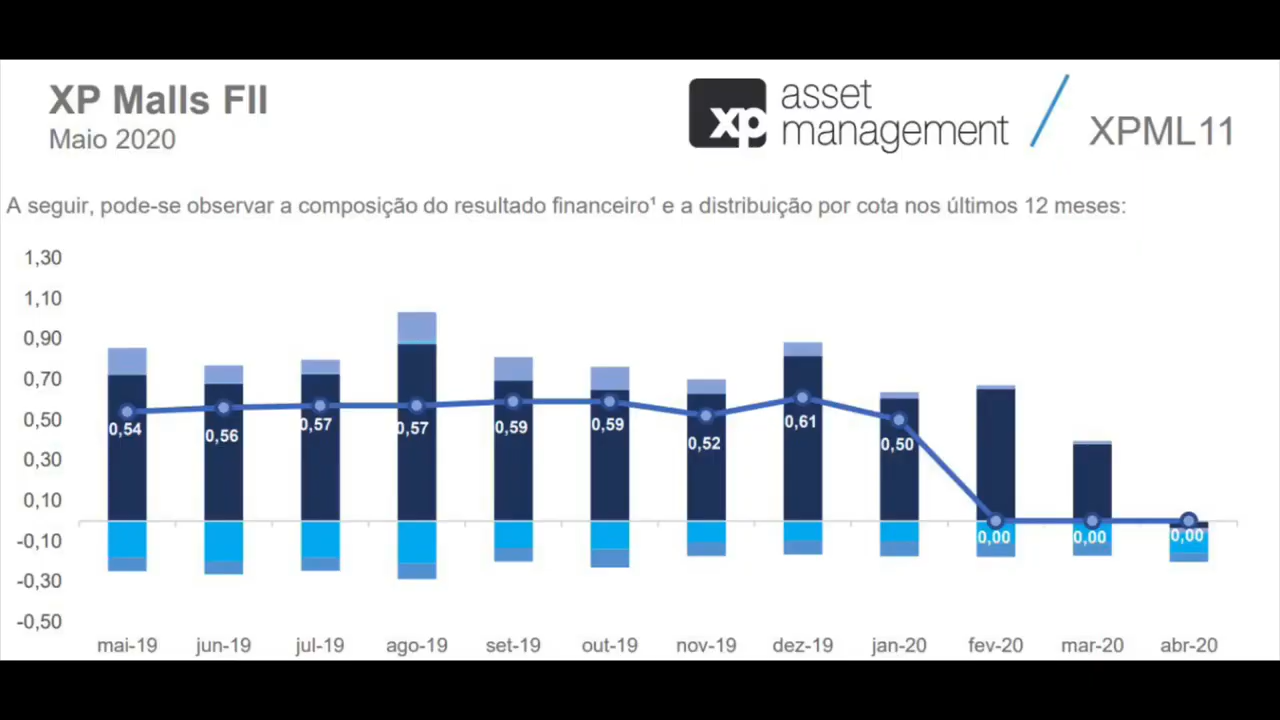 XP Malls FII
Maio 2020
xp asset management / XPML11
A seguir, pode-se observar a composição do resultado financeiro¹ e a distribuição por cota nos últimos 12 meses:
1,30
1,10
0,90
0,70
0,50
0,30
0,10
-0,10
-0,30
-0,50
0,54 0,56 0,57 0,57 0,59 0,59 0,52 0,61 0,50 0,00 0,00 0,00
mai-19 jun-19 jul-19 ago-19 set-19 out-19 nov-19 dez-19 jan-20 fev-20 mar-20 abr-20